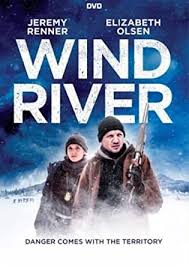 DVD
JEREMY RENNER ELIZABETH OLSEN
WIND
RIVER
DANGER COMES WITH THE TERRITORY